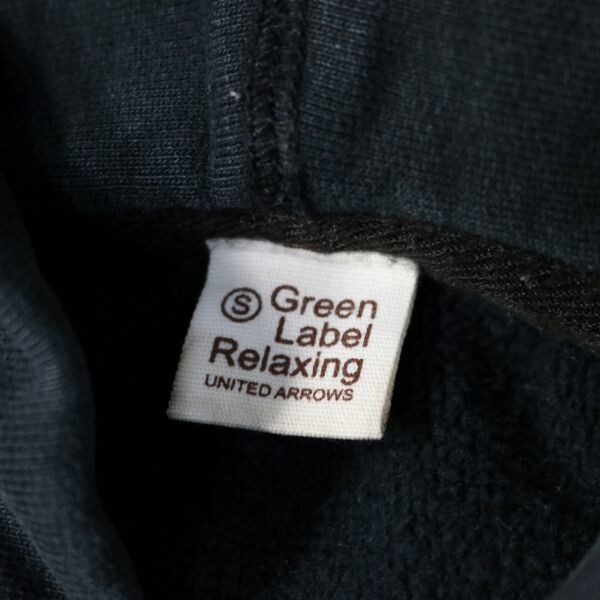 Ⓢ Green
Label
Relaxing
UNITED ARROWS